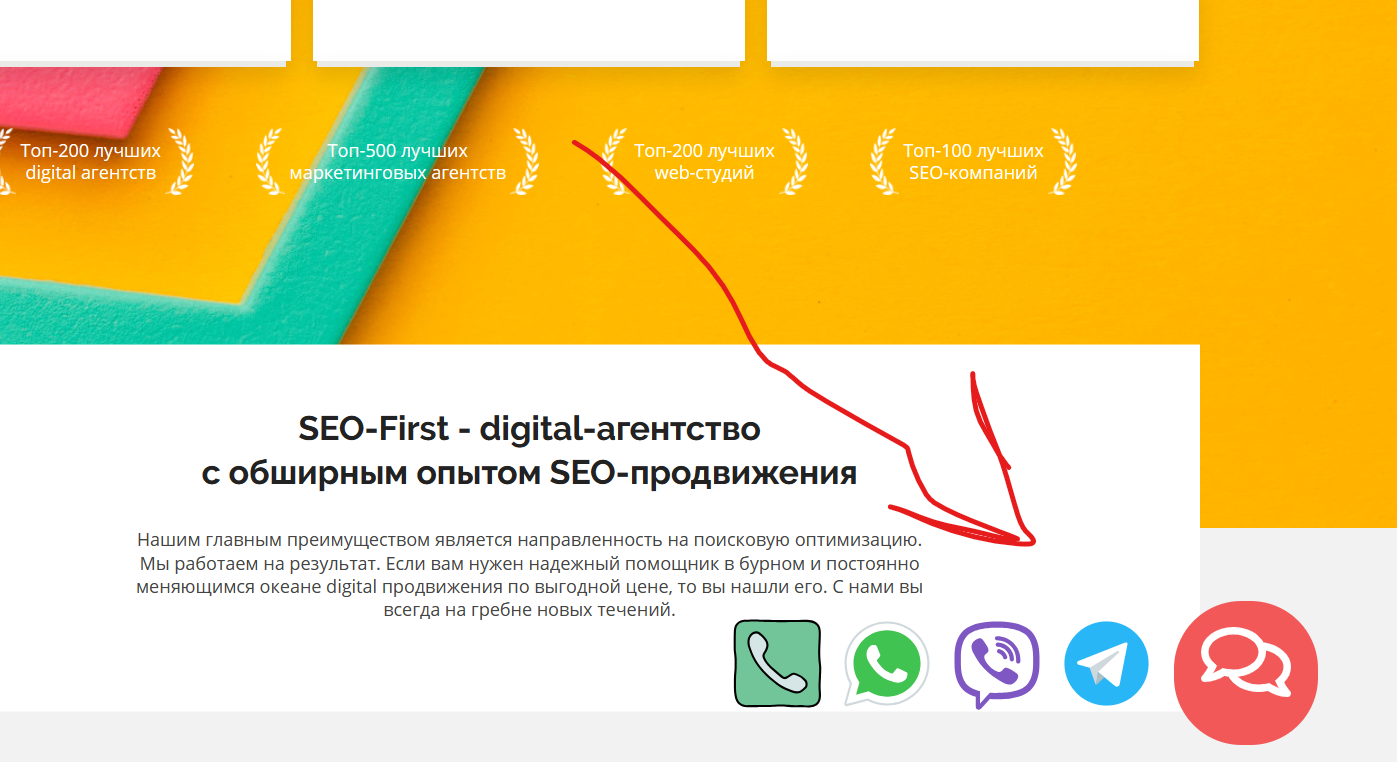 Топ-200 лучших
digital агентств
Топ-500 лучших
маркетинговых агентств
Топ-200 лучших
web-студий
Топ-100 лучших
SEO-компаний
SEO-First - digital-агентство
с обширным опытом SEO-продвижения
Нашим главным преимуществом является направленность на поисковую оптимизацию.
Мы работаем на результат. Если вам нужен надежный помощник в бурном и постоянно
меняющимся океане digital продвижения по выгодной цене, то вы нашли его. С нами вы
всегда на гребне новых течений.